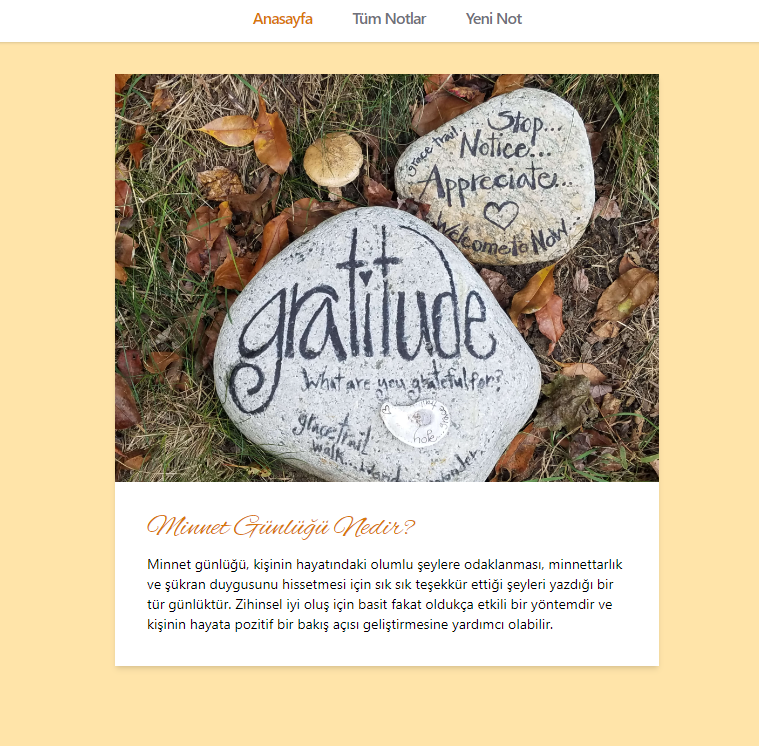 Anasayfa Tüm Notlar Yeni Not
Stop...
grace trail...
Notice...
Appreciate...
Welcome to Now...
gratitude
What are you grateful for?
grace trail
walk...
Minnet Günlüğü Nedir?
Minnet günlüğü, kişinin hayatındaki olumlu şeylere odaklanması, minnettarlık
ve şükran duygusunu hissetmesi için sık sık teşekkür ettiği şeyleri yazdığı bir
tür günlüktür. Zihinsel iyi oluş için basit fakat oldukça etkili bir yöntemdir ve
kişinin hayata pozitif bir bakış açısı geliştirmesine yardımcı olabilir.